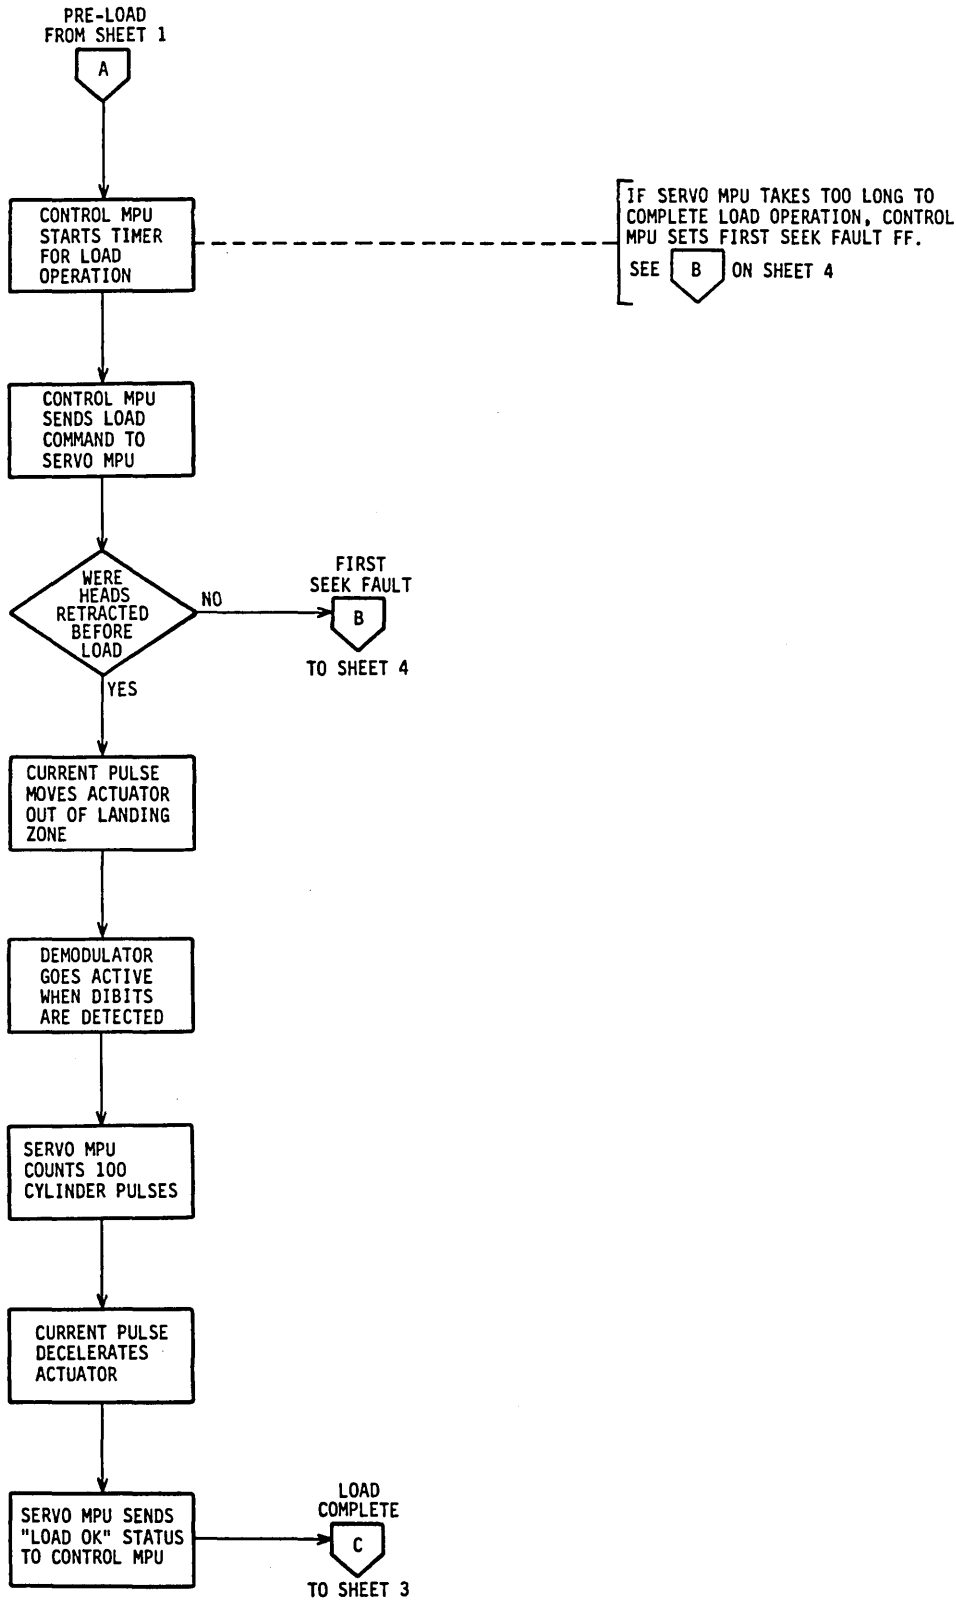 PRE-LOAD
FROM SHEET 1
A
CONTROL MPU
STARTS TIMER
FOR LOAD
OPERATION
IF SERVO MPU TAKES TOO LONG TO
COMPLETE LOAD OPERATION, CONTROL
MPU SETS FIRST SEEK FAULT FF.
SEE B ON SHEET 4
CONTROL MPU
SENDS LOAD
COMMAND TO
SERVO MPU
WERE
HEADS
RETRACTED
BEFORE
LOAD
NO
FIRST
SEEK FAULT
B
TO SHEET 4
YES
CURRENT PULSE
MOVES ACTUATOR
OUT OF LANDING
ZONE
DEMODULATOR
GOES ACTIVE
WHEN DIBITS
ARE DETECTED
SERVO MPU
COUNTS 100
CYLINDER PULSES
CURRENT PULSE
DECELERATES
ACTUATOR
SERVO MPU SENDS
"LOAD OK" STATUS
TO CONTROL MPU
LOAD
COMPLETE
C
TO SHEET 3